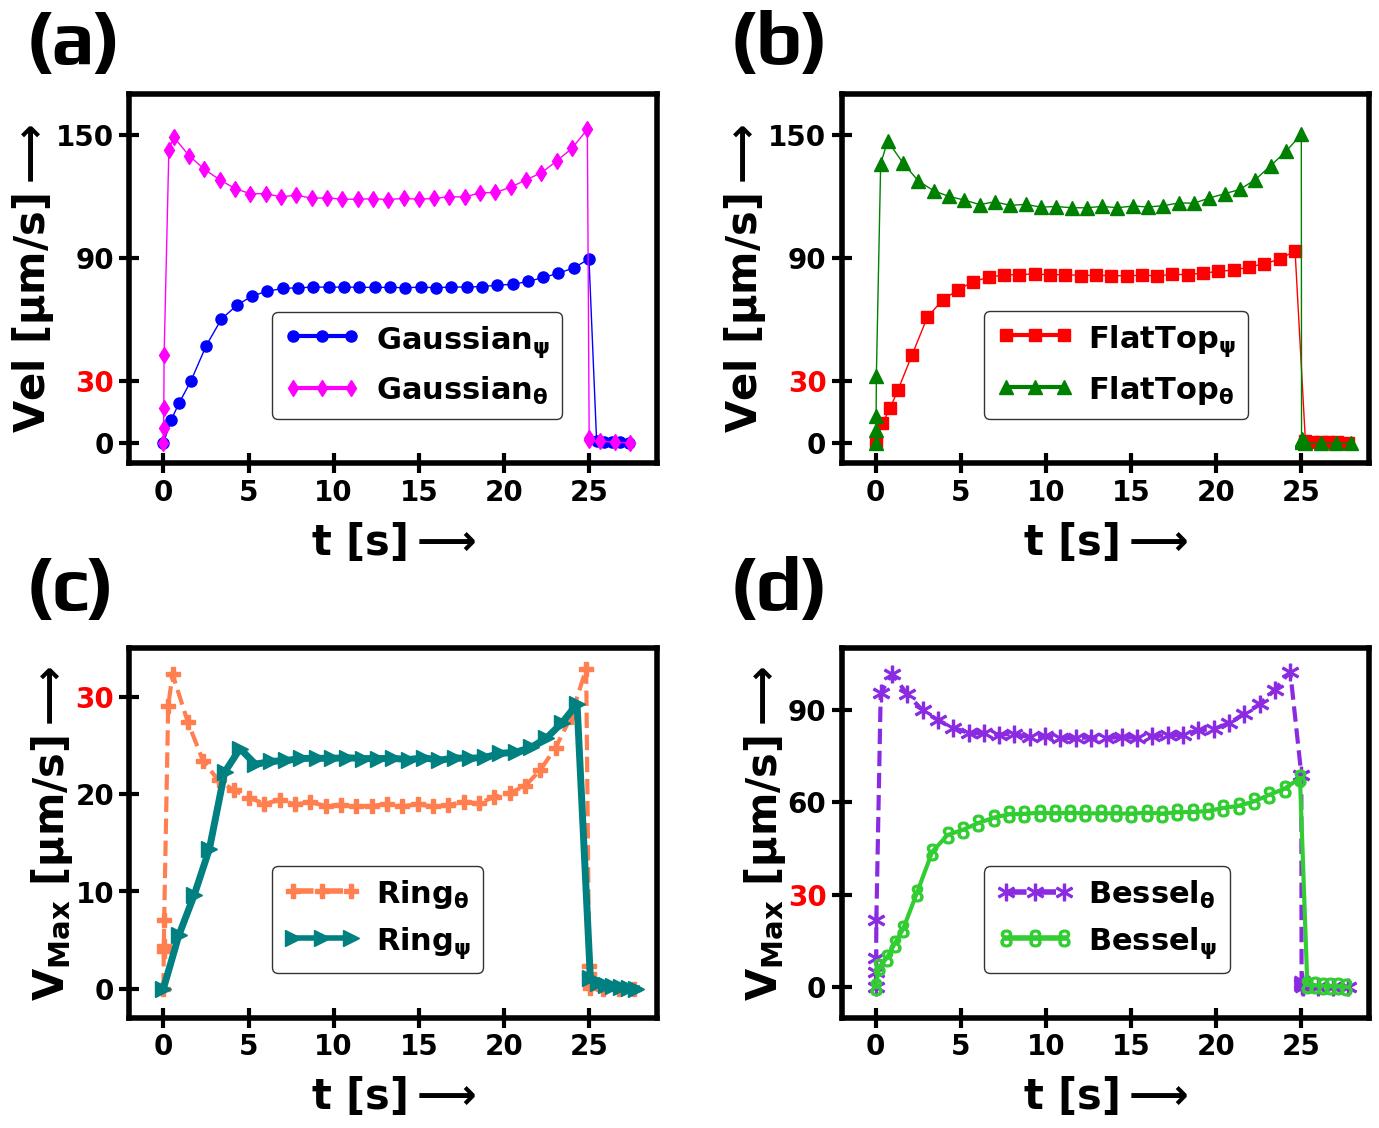 (a)
Vel [μm/s] ⟶
150
90
30
0
Gaussianψ
Gaussianθ
0 5 10 15 20 25
t [s] ⟶
(b)
Vel [μm/s] ⟶
150
90
30
0
FlatTopψ
FlatTopθ
0 5 10 15 20 25
t [s] ⟶
(c)
VMax [μm/s] ⟶
30
20
10
0
Ringθ
Ringψ
0 5 10 15 20 25
t [s] ⟶
(d)
VMax [μm/s] ⟶
90
60
30
0
Besselθ
Besselψ
0 5 10 15 20 25
t [s] ⟶